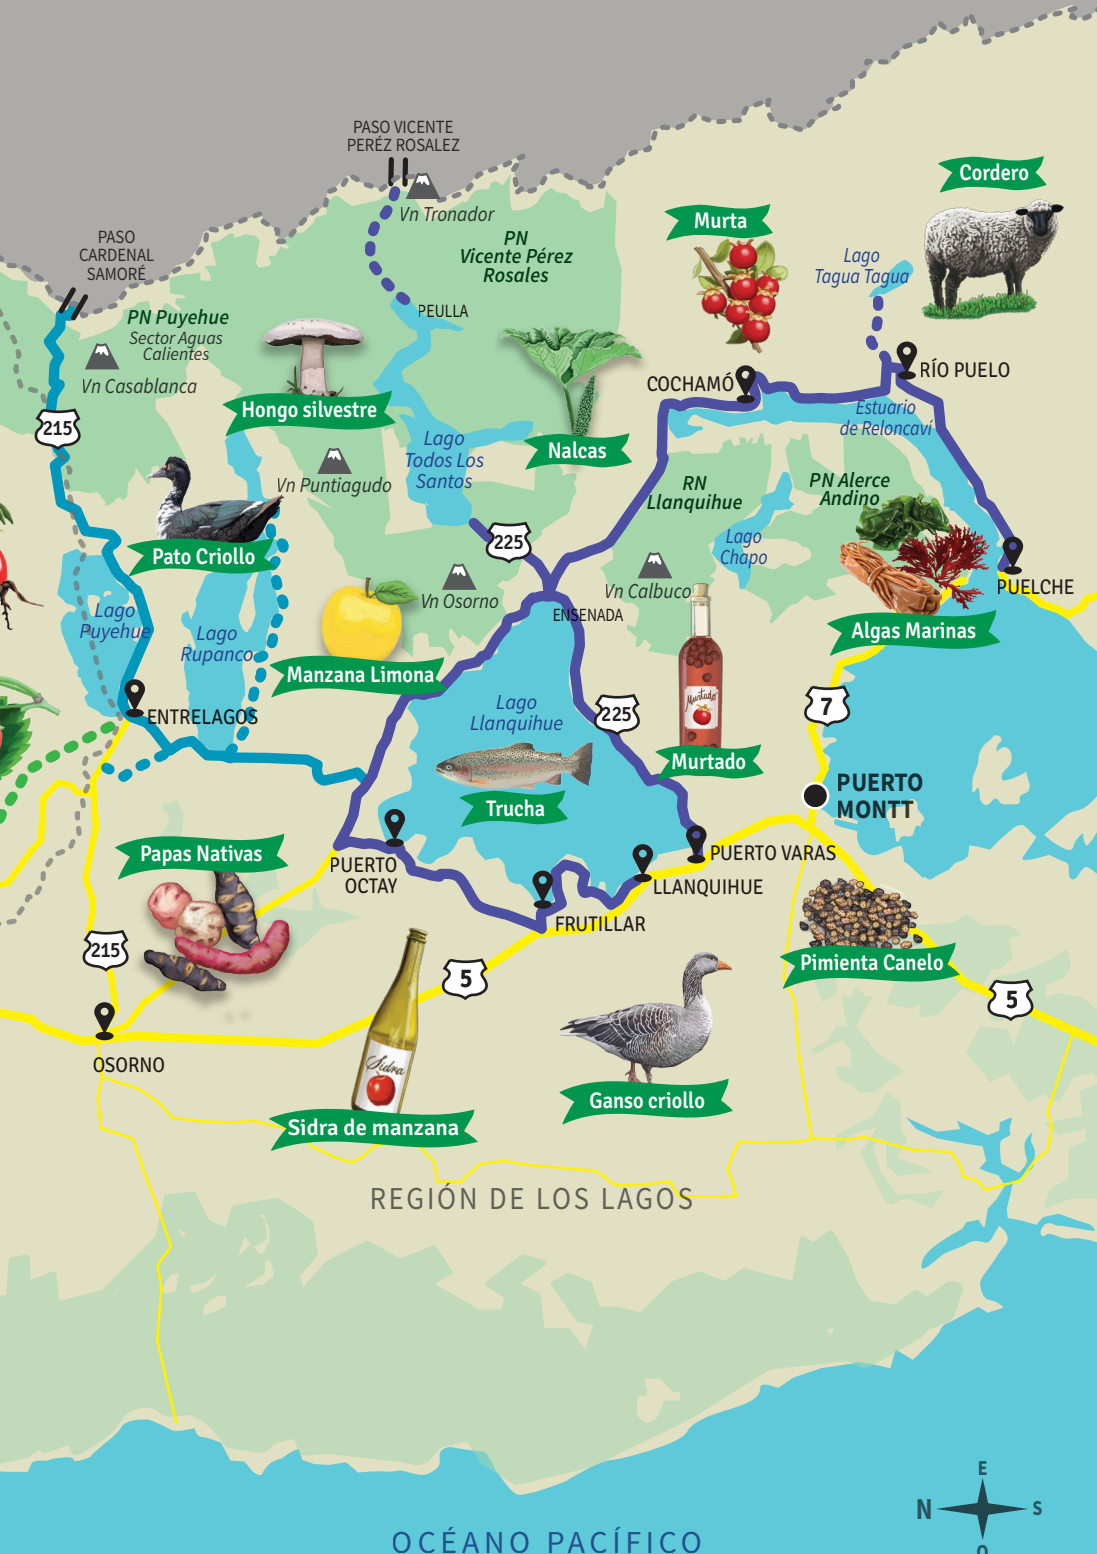 PASO VICENTE
PERÉZ ROSALEZ
Vn Tronador
Cordero
Murta
PN
Vicente Pérez
Rosales
PASO
CARDENAL
SAMORÉ
Lago
Tagua Tagua
PN Puyehue
Sector Aguas
Calientes
PEULLA
Vn Casablanca
COCHAMÓ
RÍO PUELO
Hongo silvestre
Estuario
de Reloncaví
215
Lago
Todos Los
Santos
Nalcas
Vn Puntiagudo
RN
Llanquihue
PN Alerce
Andino
225
Lago
Chapo
Pato Criollo
Vn Osorno
Vn Calbuco
PUELCHE
Lago
Puyehue
ENSENADA
Lago
Rupanco
Algas Marinas
Manzana Limona
Murtado
Lago
Llanquihue
7
ENTRELAGOS
225
Murtado
Trucha
PUERTO
MONTT
Papas Nativas
PUERTO
OCTAY
PUERTO VARAS
LLANQUIHUE
FRUTILLAR
215
5
Pimienta Canelo
5
OSORNO
Sidra
Ganso criollo
Sidra de manzana
REGIÓN DE LOS LAGOS
E
N
S
O
OCÉANO PACÍFICO